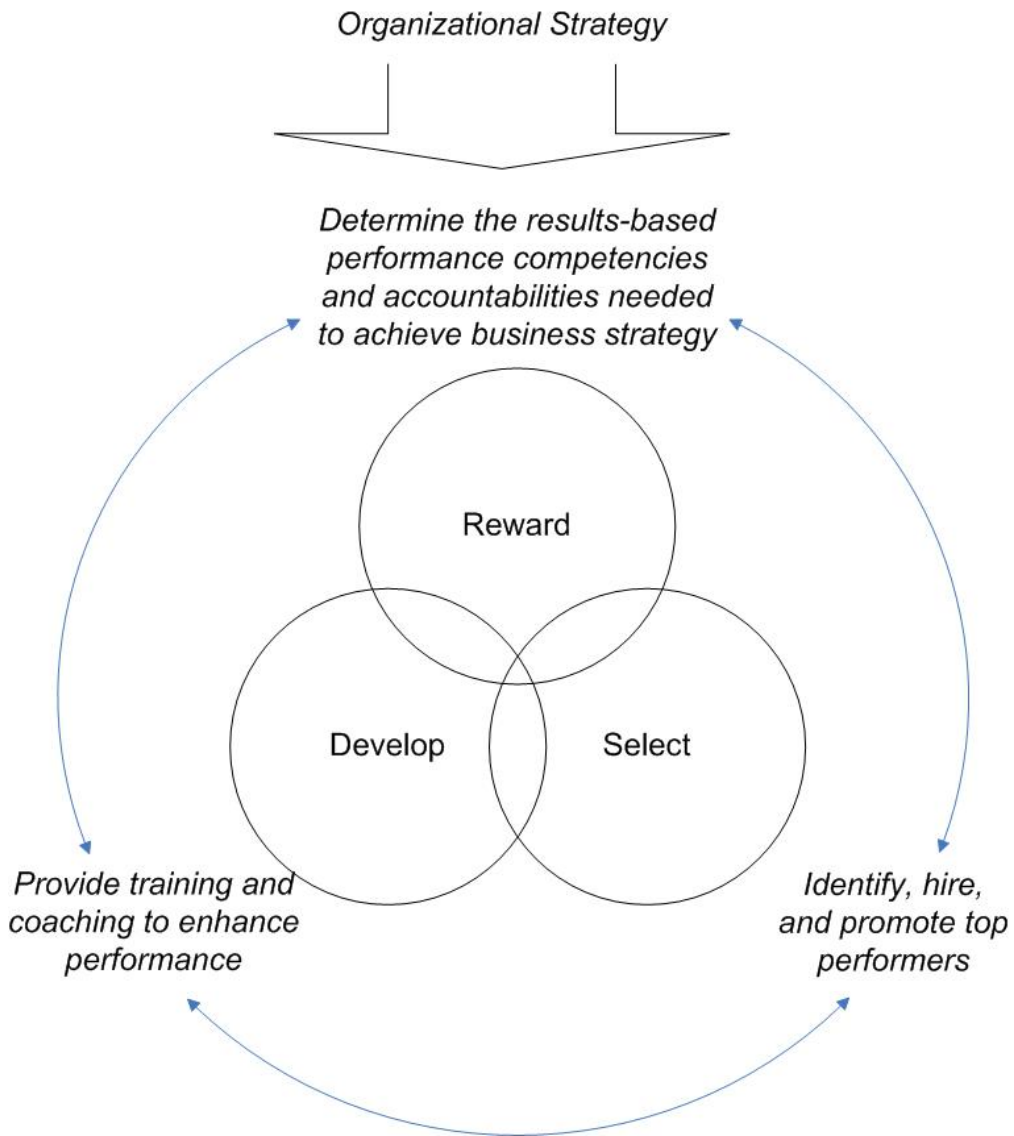 Organizational Strategy
Determine the results-based
performance competencies
and accountabilities needed
to achieve business strategy
Reward
Develop
Select
Provide training and
coaching to enhance
performance
Identify, hire,
and promote top
performers